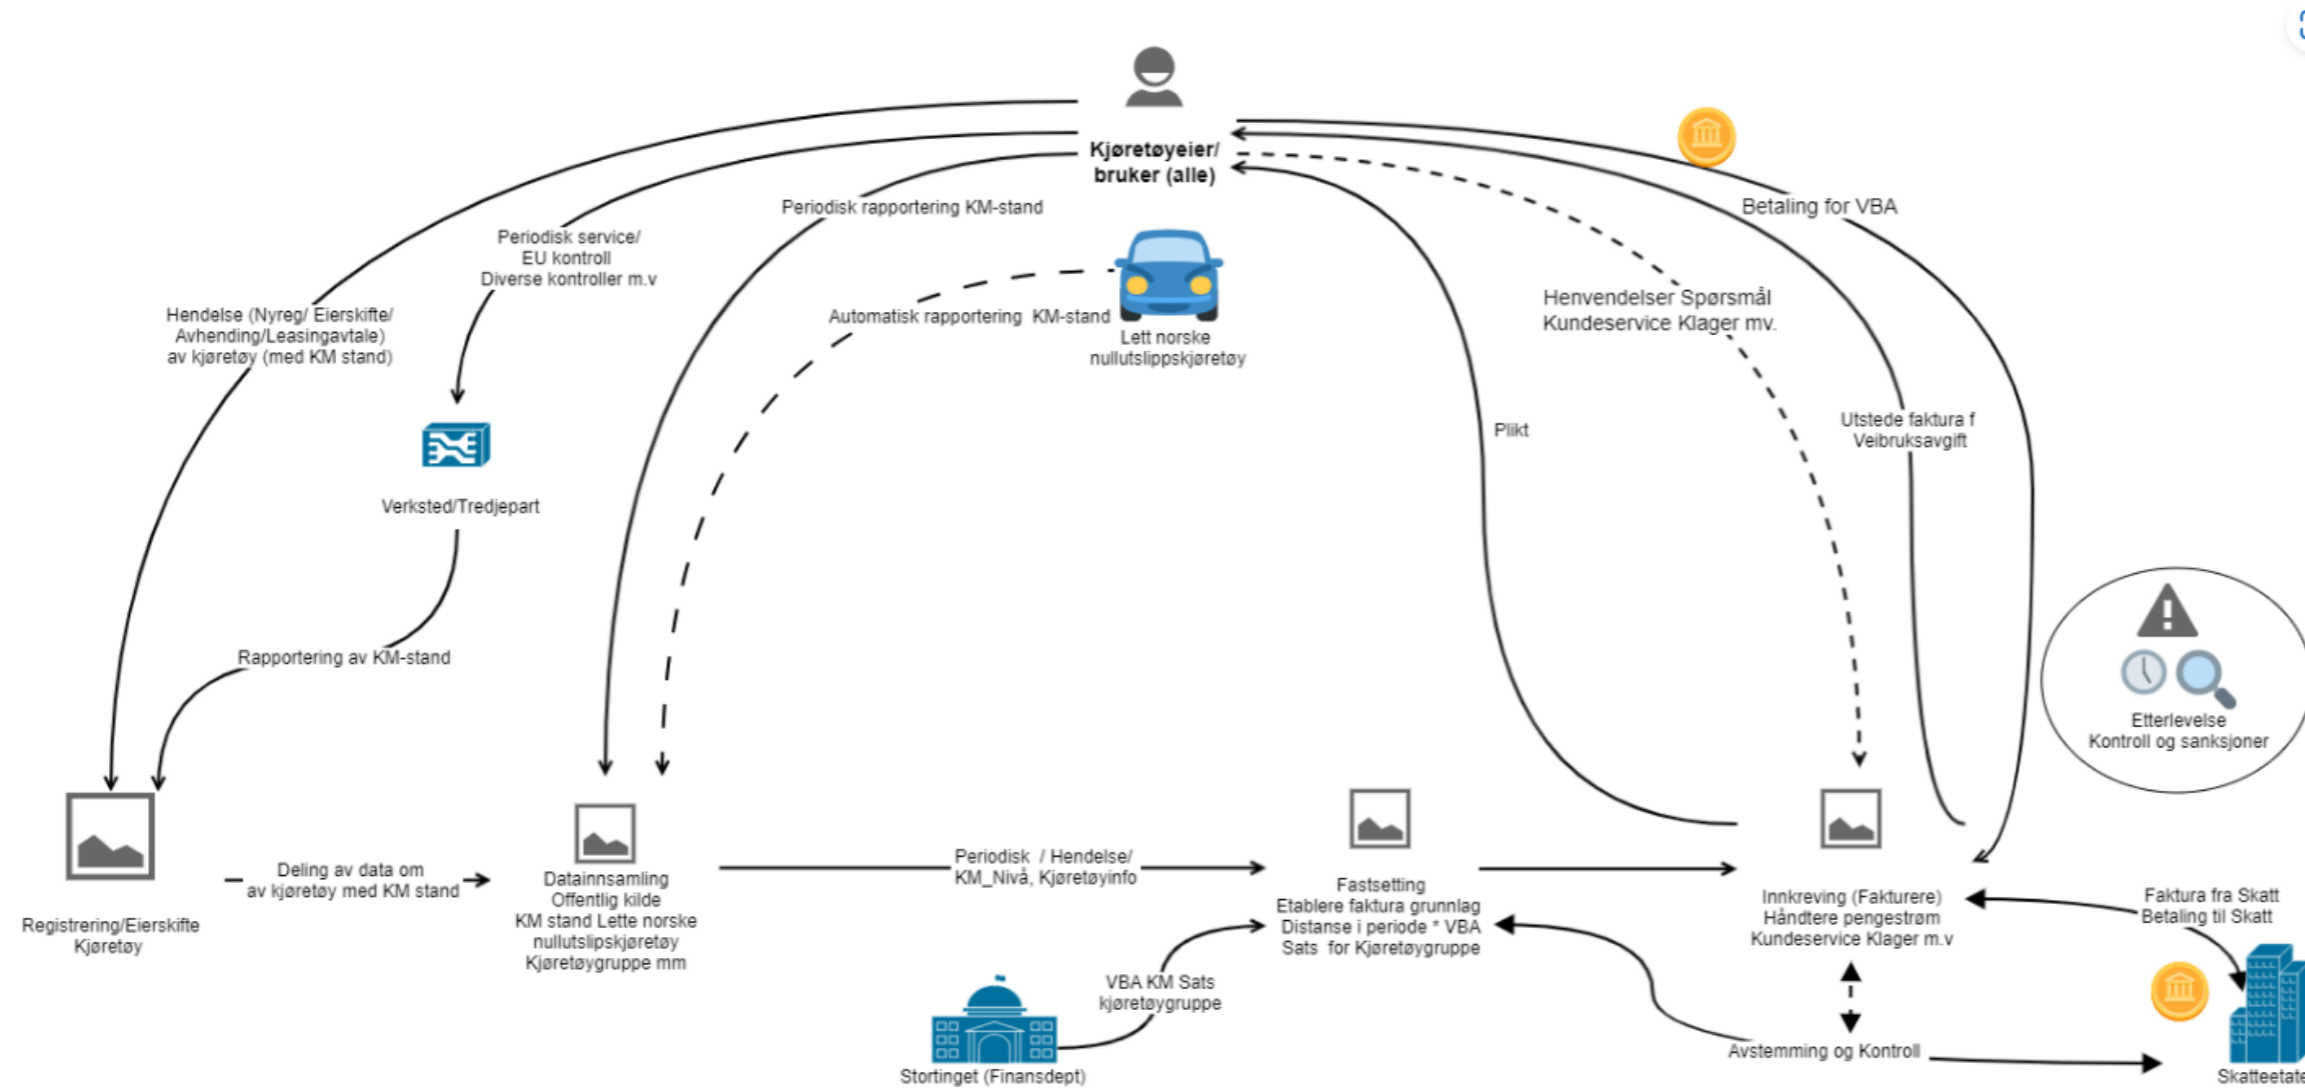 Kjøretøyeier/
bruker (alle)
Betaling for VBA
Periodisk rapportering KM-stand
Periodisk service/
EU kontroll
Diverse kontroller m.v
Hendelse (Nyreg/ Eierskifte/
Avhending/Leasingavtale)
av kjøretøy (med KM stand)
Automatisk rapportering KM-stand
Lett norske
nullutslippskjøretøy
Henvendelser Spørsmål
Kundeservice Klager mv.
Plikt
Utstede faktura f
Veibruksavgift
Verksted/Tredjepart
Rapportering av KM-stand
Etterlevelse
Kontroll og sanksjoner
Registrering/Eierskifte
Kjøretøy
Deling av data om
av kjøretøy med KM stand
Datainnsamling
Offentlig kilde
KM stand Lette norske
nullutslipskjøretøy
Kjøretøygruppe mm
Periodisk / Hendelse/
KM_Nivå, Kjøretøyinfo
Fastsetting
Etablere faktura grunnlag
Distanse i periode * VBA
Sats for Kjøretøygruppe
Innkreving (Fakturere)
Håndtere pengestrøm
Kundeservice Klager m.v
Faktura fra Skatt
Betaling til Skatt
VBA KM Sats
kjøretøygruppe
Stortinget (Finansdept)
Avstemming og Kontroll
Skatteetate